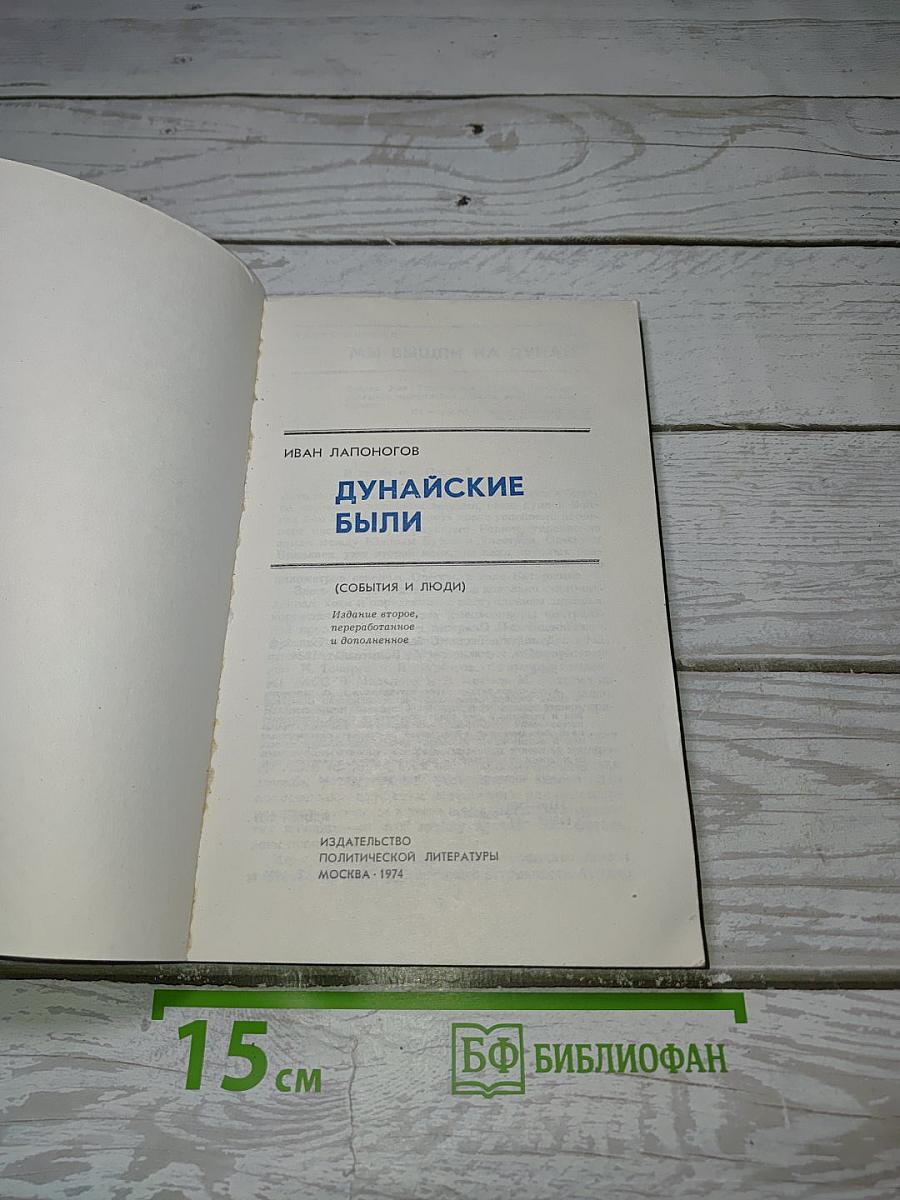 ИВАН ЛАПОНОГОВ
ДУНАЙСКИЕ
БЫЛИ
(СОБЫТИЯ И ЛЮДИ)
Издание второе,
переработанное
и дополненное
ИЗДАТЕЛЬСТВО
ПОЛИТИЧЕСКОЙ ЛИТЕРАТУРЫ
МОСКВА · 1974
15 см
БФ БИБЛИОФАН